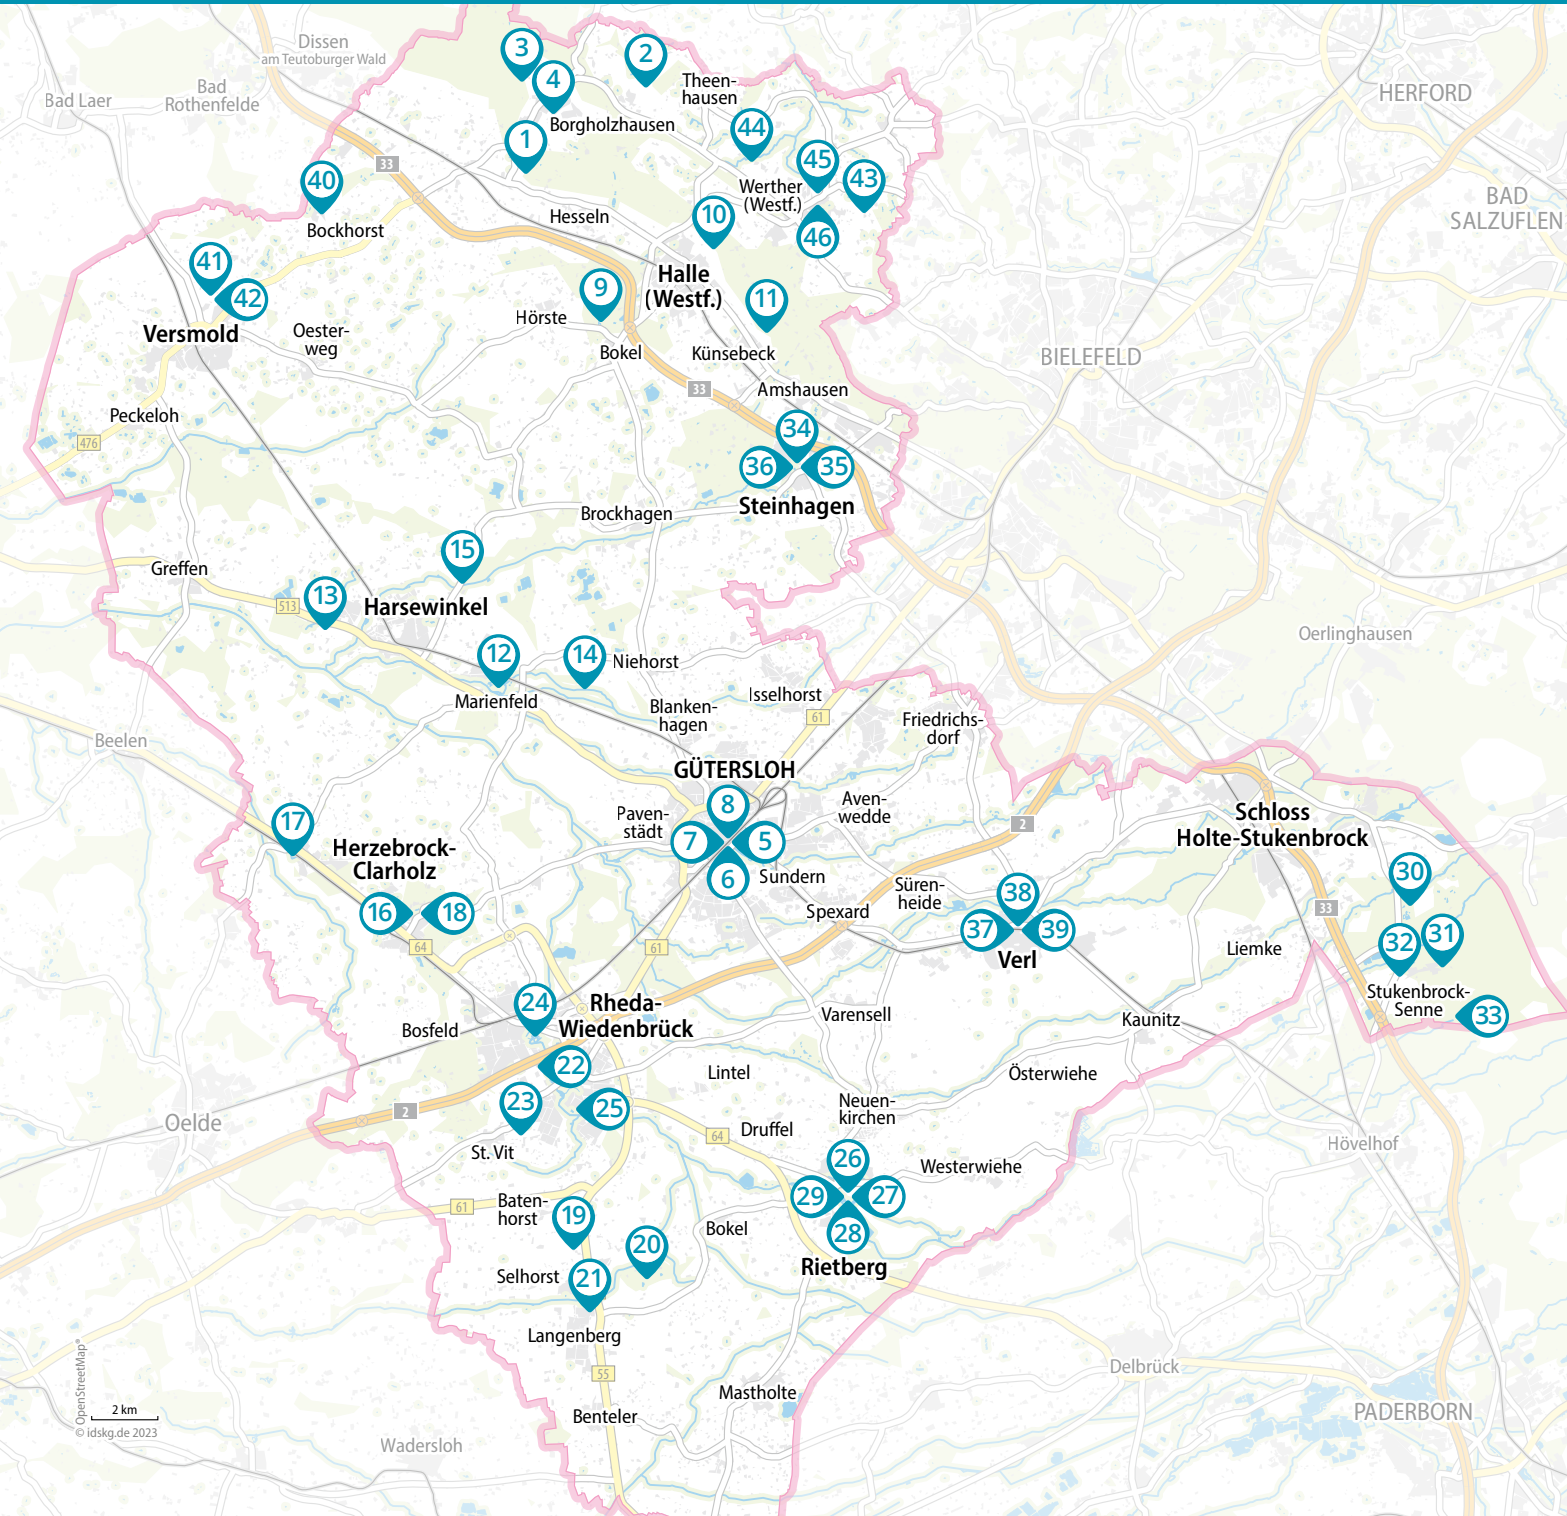 3
2
Dissen
am Teutoburger Wald
4
Theen-
hausen
Bad
Rothenfelde
Bad Laer
HERFORD
Borgholzhausen
44
1
33
45
43
40
Werther
(Westf.)
BAD
SALZUFLEN
10
Hesseln
Bockhorst
46
41
42
Halle
(Westf.)
9
11
Hörste
Versmold
Oester-
weg
Bokel
Künsebeck
BIELEFELD
33
Amshausen
Peckeloh
34
476
36
35
Steinhagen
Brockhagen
15
Greffen
13
513
Harsewinkel
Oerlinghausen
12
14
Niehorst
Marienfeld
Isselhorst
Blanken-
hagen
61
Friedrichs-
dorf
Beelen
GÜTERSLOH
8
Aven-
wedde
Paven-
städt
17
2
Schloss
Holte-Stukenbrock
7
5
Herzebrock-
Clarholz
6
Sundern
30
Süren-
heide
38
33
16
18
Spexard
37
39
31
32
64
61
Verl
Liemke
24
Rheda-
Wiedenbrück
Stukenbrock-
Senne
33
Bosfeld
Varensell
Kaunitz
22
Lintel
Österwiehe
23
25
2
Neuen-
kirchen
Oelde
64
Druffel
Hövelhof
St. Vit
26
Westerwiehe
61
Baten-
horst
29
27
19
28
Bokel
20
Rietberg
Selhorst
21
Langenberg
Delbrück
55
Mastholte
PADERBORN
Benteler
Wadersloh
© OpenStreetMap®
2 km
© idskg.de 2023